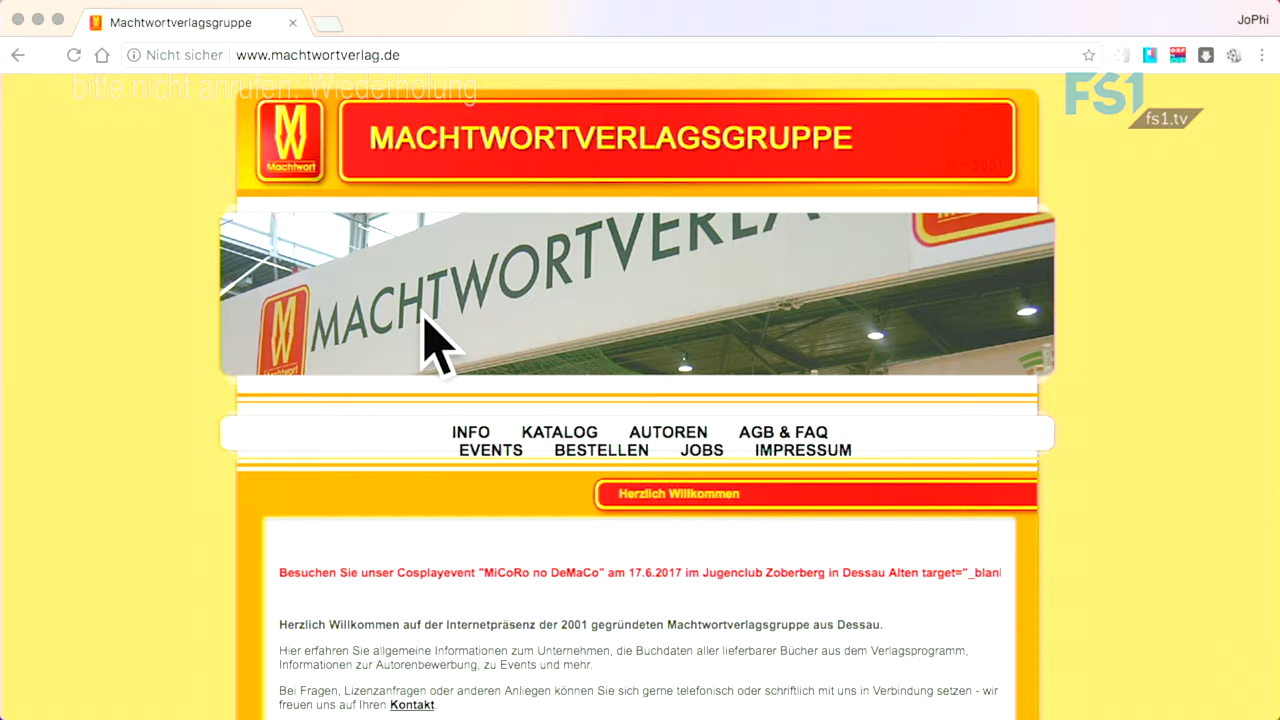 Machtwortverlagsgruppe
JoPhi
Nicht sicher
www.machtwortverlag.de
bitte nicht anrufen: Wiederholung
FS1
fs1.tv
MW
Machtwort
MACHTWORTVERLAGSGRUPPE
MACHTWORTVERLA
INFO KATALOG AUTOREN AGB & FAQ
EVENTS BESTELLEN JOBS IMPRESSUM
Herzlich Willkommen
Besuchen Sie unser Cosplayevent "MiCoRo no DeMaCo" am 17.6.2017 im Jugenclub Zoberberg in Dessau Alten target="_blank
Herzlich Willkommen auf der Internetpräsenz der 2001 gegründeten Machtwortverlagsgruppe aus Dessau.
Hier erfahren Sie allgemeine Informationen zum Unternehmen, die Buchdaten aller lieferbarer Bücher aus dem Verlagsprogramm,
Informationen zur Autorenbewerbung, zu Events und mehr.
Bei Fragen, Lizenzanfragen oder anderen Anliegen können Sie sich gerne telefonisch oder schriftlich mit uns in Verbindung setzen - wir
freuen uns auf Ihren Kontakt.